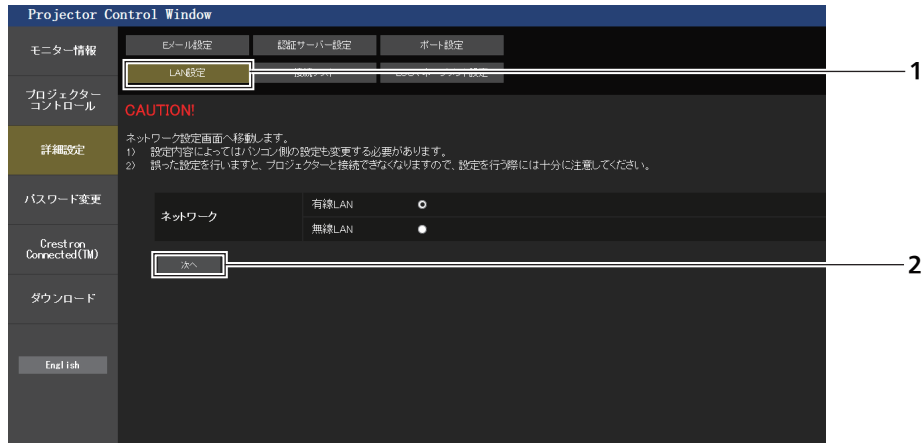 Projector Control Window
モニター情報
プロジェクター
コントロール
詳細設定
パスワード変更
Crestron
Connected(TM)
ダウンロード
English
Eメール設定
認証サーバー設定
ポート設定
LAN設定
1
CAUTION!
ネットワーク設定画面へ移動します。
1) 設定内容によってはパソコン側の設定も変更する必要があります。
2) 誤った設定を行いますと、プロジェクターと接続できなくなりますので、設定を行う際には十分に注意してください。
ネットワーク
有線LAN
無線LAN
次へ
2